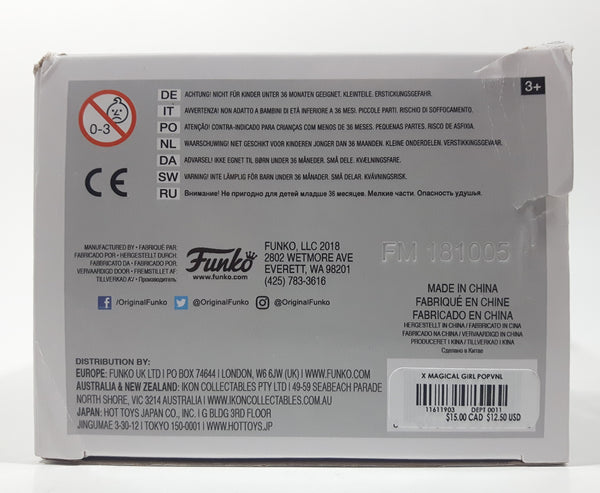 3+
0-3
DE ACHTUNG! NICHT FÜR KINDER UNTER 36 MONATEN GEEIGNET. KLEINTEILE. ERSTICKUNGSGEFAHR.
IT AVVERTENZA! NON ADATTO A BAMBINI DI ETÀ INFERIORE A 36 MESI. PICCOLE PARTI. RISCHIO DI SOFFOCAMENTO.
PO ATENÇÃO! CONTRA-INDICADO PARA CRIANÇAS COM MENOS DE 36 MESES. PEQUENAS PARTES. RISCO DE ASFIXIA.
NL WAARSCHUWING! NIET GESCHIKT VOOR KINDEREN JONGER DAN 36 MAANDEN. KLEINE ONDERDELEN. VERSTIKKINGSGEVAAR.
DA ADVARSEL! IKKE EGNET TIL BØRN UNDER 36 MÅNEDER. SMÅ DELE. KVÆLNINGSFARE.
SW VARNING! INTE LÄMPLIG FÖR BARN UNDER 36 MÅNADER. SMÅ DELAR. KVÄVNINGSRISK.
RU Внимание! Не пригодно для детей младше 36 месяцев. Мелкие части. Опасность удушья.
CE
MANUFACTURED BY • FABRIQUÉ PAR:
FABRICADO POR • HERGESTELLT DURCH:
FABBRICATO DA • FABRICADO POR:
VERVAARDIGD DOOR • FREMSTILLET AF:
TILLVERKAD AV • Производитель
Funko
www.funko.com
FUNKO, LLC 2018
2802 WETMORE AVE
EVERETT, WA 98201
(425) 783-3616
FM 181005
/OriginalFunko @OriginalFunko @OriginalFunko
MADE IN CHINA
FABRIQUÉ EN CHINE
FABRICADO EN CHINA
HERGESTELLT IN CHINA / FABBRICATO IN CINA
FABRICADO NA CHINA / VERVAARDIGD IN CHINA
PRODUCERET I KINA / TILLVERKAD I KINA
Сделано в Китае
DISTRIBUTION BY:
EUROPE: FUNKO UK LTD | PO BOX 74644 | LONDON, W6 6JW (UK) | WWW.FUNKO.COM
AUSTRALIA & NEW ZEALAND: IKON COLLECTABLES PTY LTD | 49-59 SEABEACH PARADE
NORTH SHORE, VIC 3214 AUSTRALIA | WWW.IKONCOLLECTABLES.COM.AU
JAPAN: HOT TOYS JAPAN CO., INC. | G BLDG 3RD FLOOR
JINGUMAE 3-30-12 | TOKYO 150-0001 | WWW.HOTTOYS.JP
X MAGICAL GIRL POPVNL
11611903 DEPT 0011
$15.00 CAD $12.50 USD